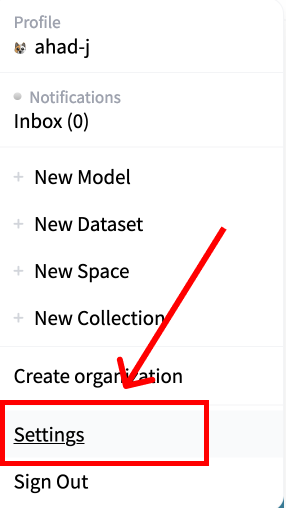 Profile
ahad-j
Notifications
Inbox (0)
+ New Model
+ New Dataset
+ New Space
+ New Collection
Create organization
Settings
Sign Out